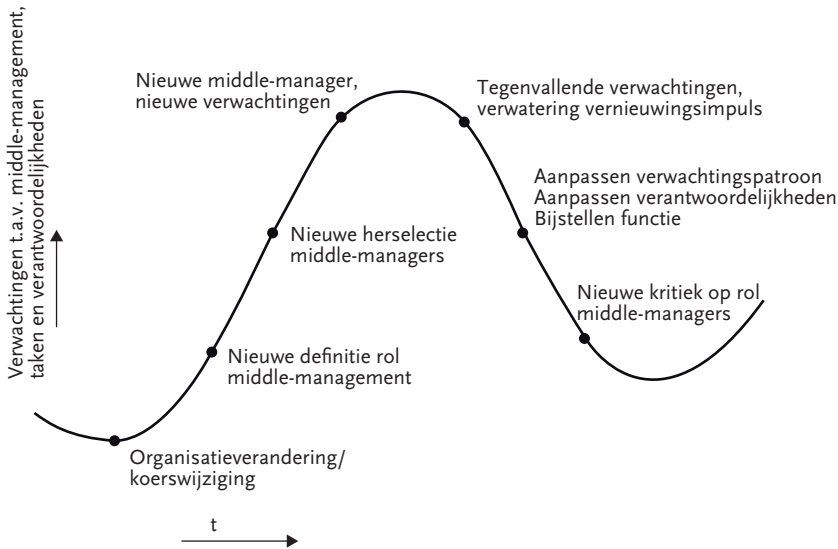 Verwachtingen t.a.v. middle-management,
taken en verantwoordelijkheden
Nieuwe middle-manager,
nieuwe verwachtingen
Tegenvallende verwachtingen,
verwatering vernieuwingsimpuls
Aanpassen verwachtingspatroon
Aanpassen verantwoordelijkheden
Bijstellen functie
Nieuwe herselectie
middle-managers
Nieuwe kritiek op rol
middle-managers
Nieuwe definitie rol
middle-management
Organisatieverandering/
koerswijziging
t